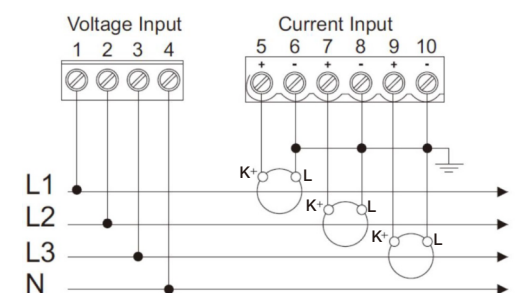 Voltage Input Current Input
1 2 3 4 5 6 7 8 9 10
+ - + - + -
K+ L
L1
K+ L
L2
K+ L
L3
N